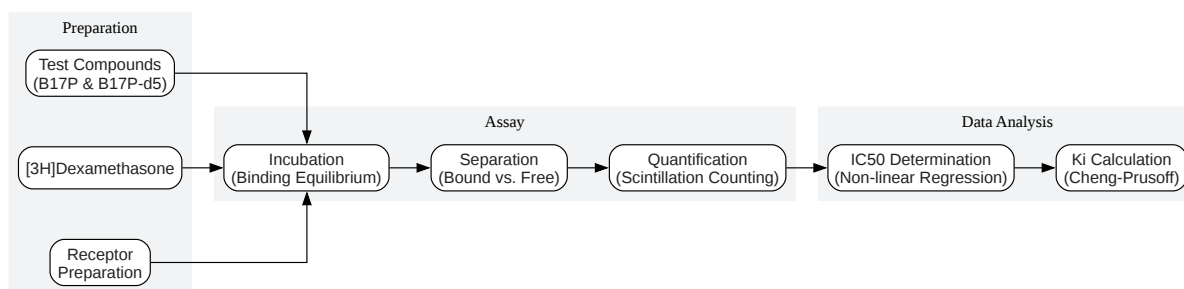 Preparation
Test Compounds
(B17P & B17P-d5)
[3H]Dexamethasone
Receptor
Preparation
Assay
Incubation
(Binding Equilibrium)
Separation
(Bound vs. Free)
Quantification
(Scintillation Counting)
Data Analysis
IC50 Determination
(Non-linear Regression)
Ki Calculation
(Cheng-Prusoff)